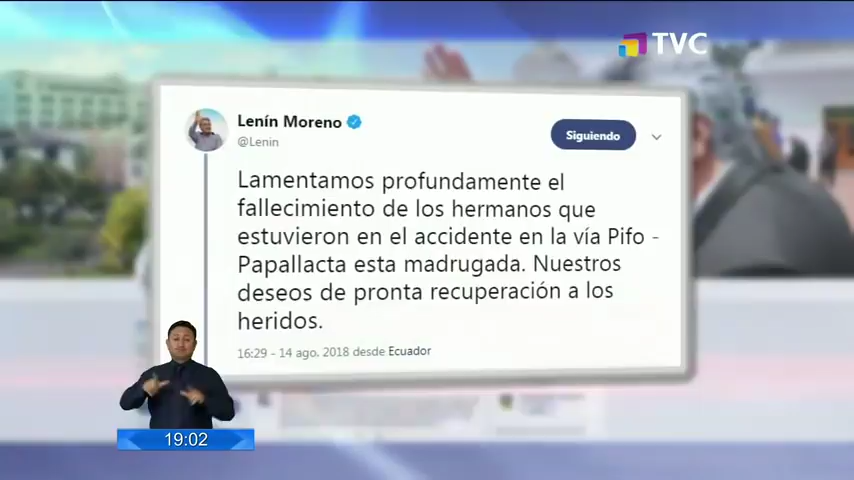 TVC
Lenín Moreno
@Lenin
Siguiendo
Lamentamos profundamente el
fallecimiento de los hermanos que
estuvieron en el accidente en la vía Pifo -
Papallacta esta madrugada. Nuestros
deseos de pronta recuperación a los
heridos.
16:29 - 14 ago. 2018 desde Ecuador
19:02